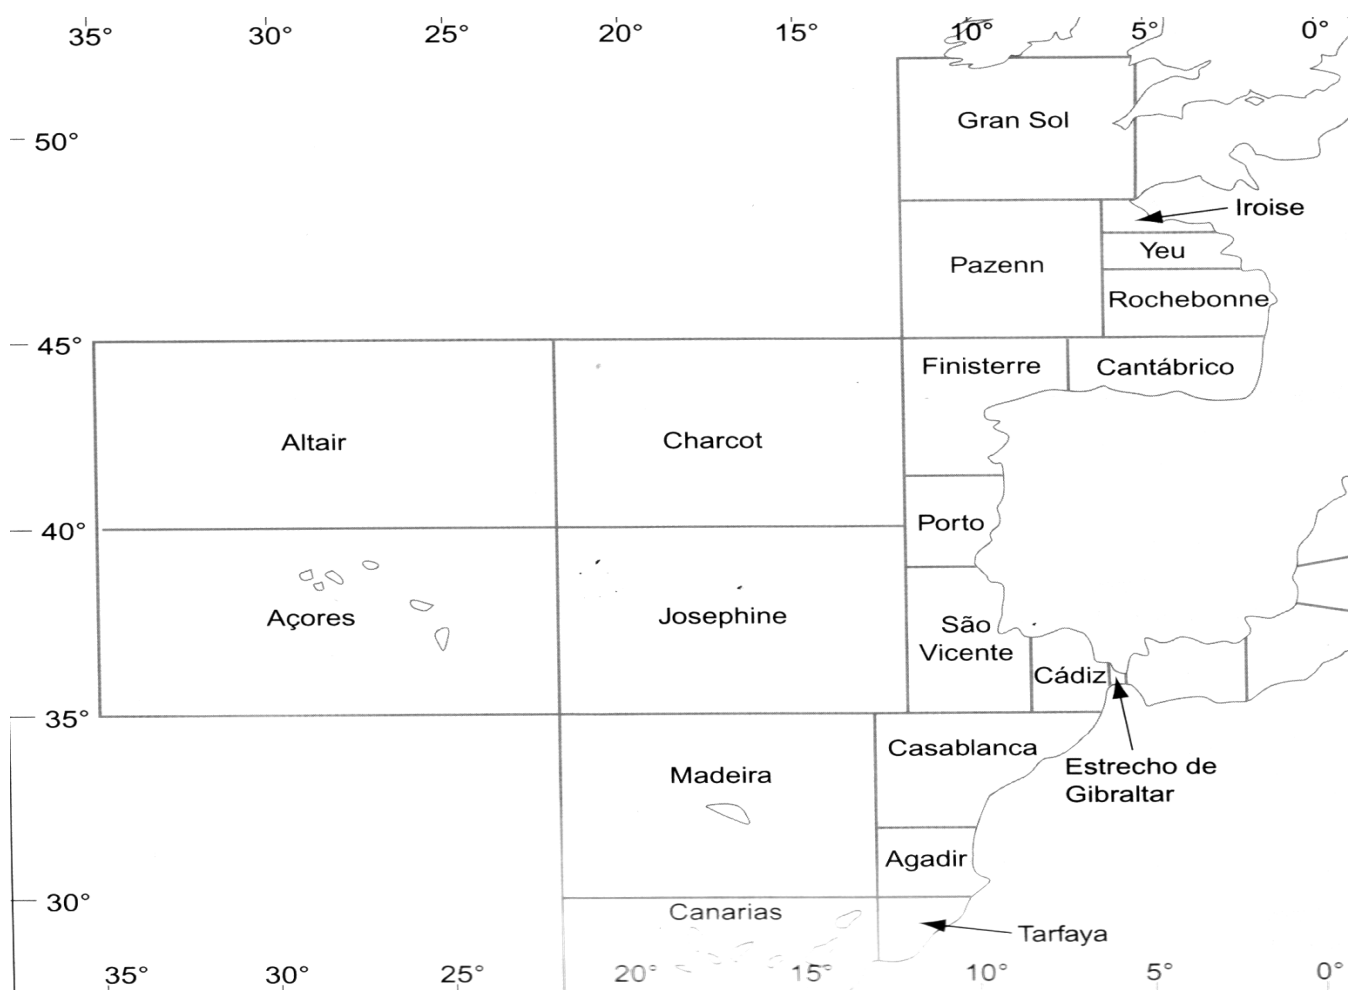 35° 30° 25° 20° 15° 10° 5° 0°
Gran Sol
50°
Iroise
Yeu
Pazenn
Rochebonne
45°
Finisterre
Cantábrico
Altair
Charcot
Porto
40°
Açores
Josephine
São
Vicente
Cádiz
35°
Casablanca
Estrecho de
Gibraltar
Madeira
Agadir
30°
Canarias
Tarfaya
35° 30° 25° 20° 15° 10° 5° 0°